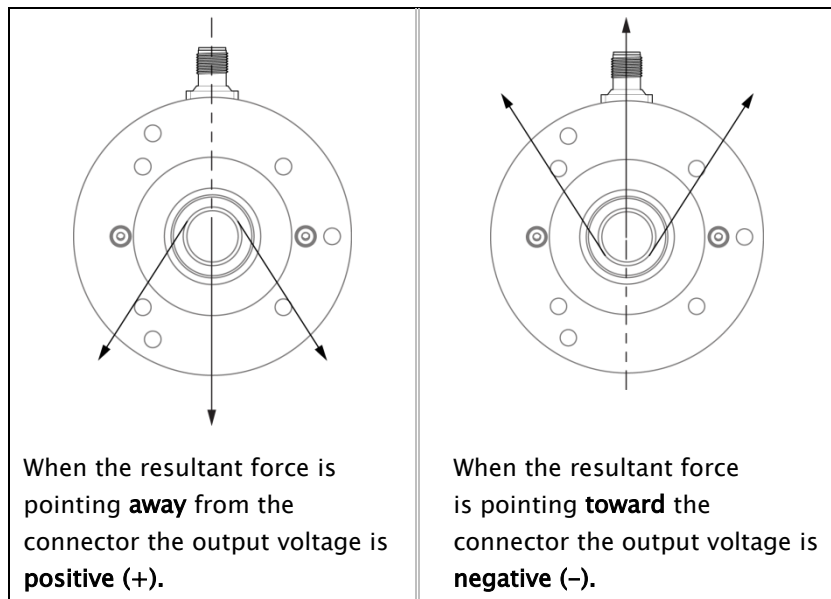 When the resultant force is
pointing away from the
connector the output voltage is
positive (+).
When the resultant force
is pointing toward the
connector the output voltage is
negative (–).